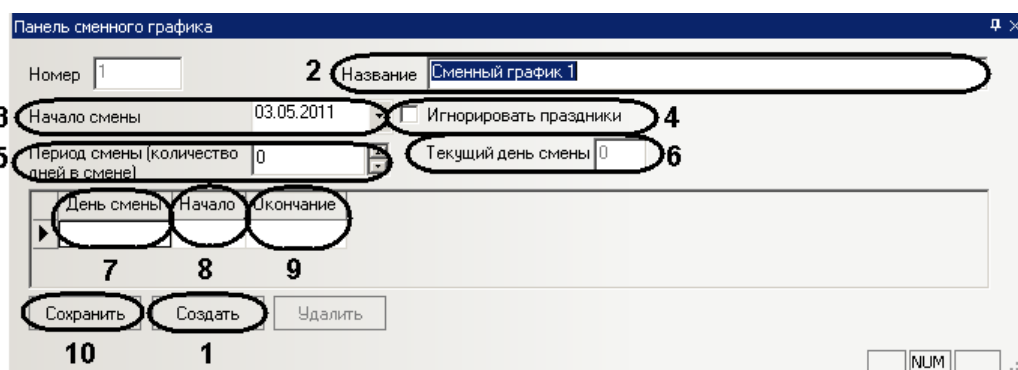 Панель сменного графика
Номер 1 2 Название Сменный график 1
3 Начало смены 03.05.2011 Игнорировать праздники 4
5 Период смены (количество дней в смене) 0 Текущий день смены 0 6
День смены Начало Окончание
7 8 9
Сохранить Создать Удалить
10 1
NUM